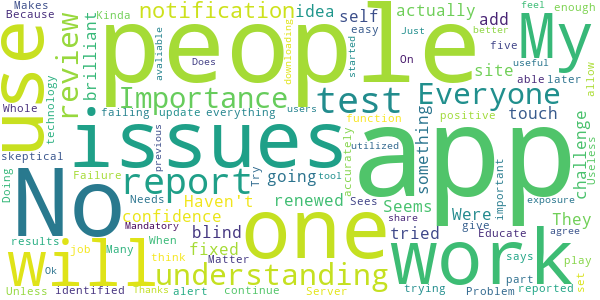 Makes
Because
Kinda
notification
idea
self
actually
add
My
feel
enough
use
review
brilliant
avaliable
people
easy
Just
started
better
On
site
five
useful
able
later
allow
Whole
technology
Does
downloading
Importance
test
Everyone
failing
update
everything
users
function
positive
touch
No
issues
app
skeptical
previous
utilized
accurately
something
challenge
Useless
Failure
report
going
Try
renewed
Seems
important
Doing
Needs
Haven't
tool
Sees
Were
They
exposure
confidence
Mandatory
one
share
give
Educate
agree
results
Many
When
blind
fixed
tried
work
will
job
understanding
Matter
think
says
play
Ok
part
set
Unless
identified
Thanks
alert
continue
Server
trying
Problem
reported